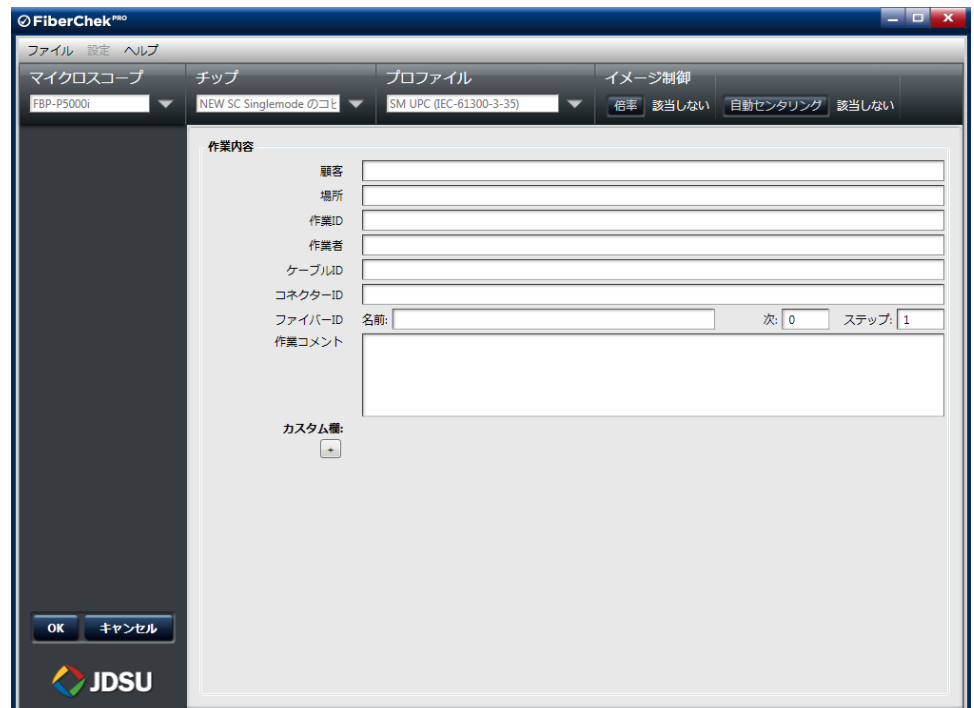 FiberChek PRO
ファイル 設定 ヘルプ
マイクロスコープ チップ プロファイル イメージ制御
FBP-P5000i NEW SC Singlemode のコヒ SM UPC (IEC-61300-3-35) 倍率 該当しない 自動センタリング 該当しない
作業内容
顧客
場所
作業ID
作業者
ケーブルID
コネクターID
ファイバーID 名前: 次: 0 ステップ: 1
作業コメント
カスタム欄:
+
OK キャンセル
JDSU